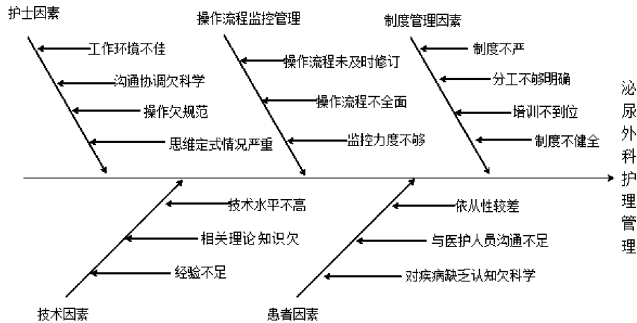 护士因素
工作环境不佳
沟通协调欠科学
操作欠规范
思维定式情况严重
操作流程监控管理
操作流程未及时修订
操作流程不全面
监控力度不够
制度管理因素
制度不严
分工不够明确
培训不到位
制度不健全
技术水平不高
相关理论知识欠
经验不足
技术因素
依从性较差
与医护人员沟通不足
对疾病缺乏认知欠科学
患者因素
泌尿外科护理管理